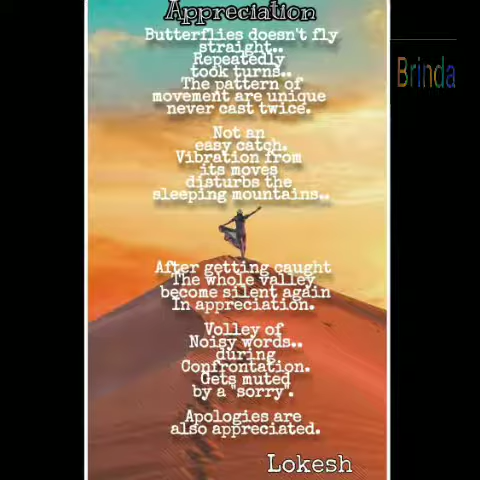 Appreciation
Butterflies doesn't fly
straight..
Repeatedly
took turns..
The pattern of
movement are unique
never cast twice.
Not an
easy catch.
Vibration from
its moves
disturbs the
sleeping mountains..
After getting caught
The whole valley
become silent again
In appreciation.
Volley of
Noisy words..
during
Confrontation.
Gets muted
by a "sorry".
Apologies are
also appreciated.
Lokesh
Brinda